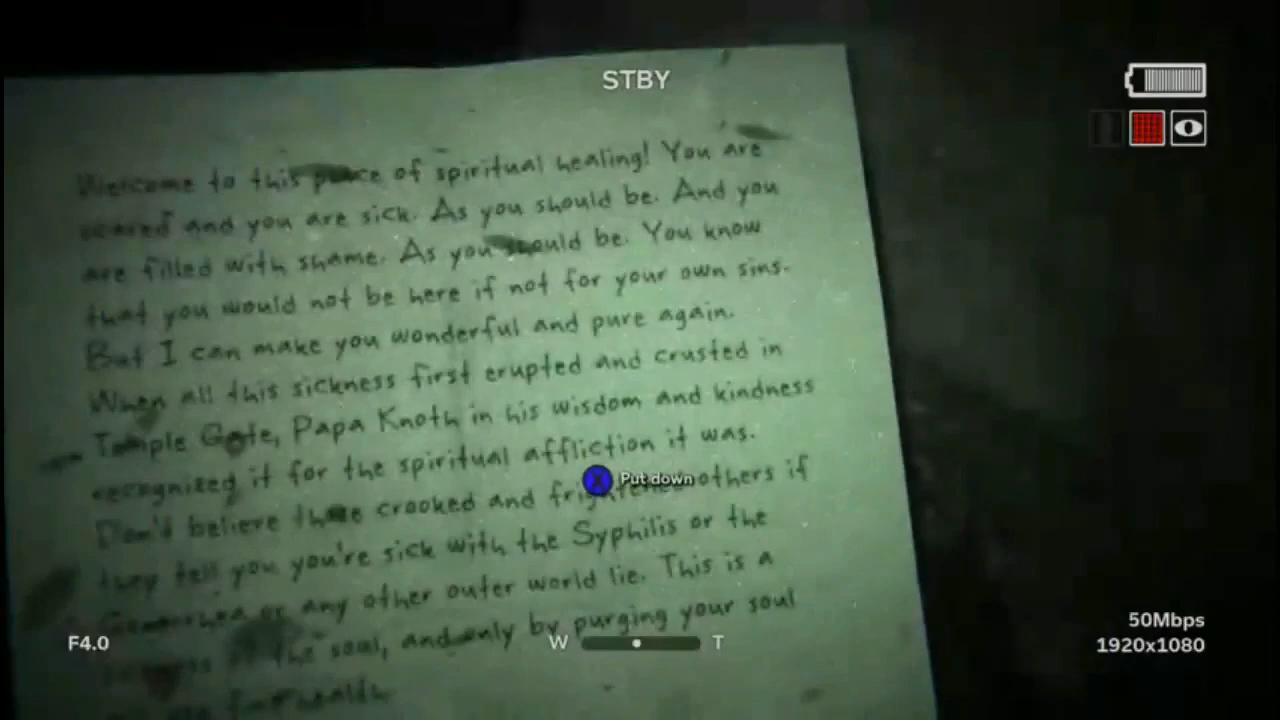 STBY
Welcome to this place of spiritual healing! You are
scared and you are sick. As you should be. And you
are filled with shame. As you should be. You know
that you would not be here if not for your own sins.
But I can make you wonderful and pure again.
When all this sickness first erupted and crusted in
Temple Gate, Papa Knoth in his wisdom and kindness
recognized it for the spiritual affliction it was.
Don't believe those crooked and frightened others if
they tell you you're sick with the Syphilis or the
Gonorrhea or any other outer world lie. This is a
of the soul, and only by purging your soul
health
X Put down
F4.0
W T
50Mbps
1920x1080